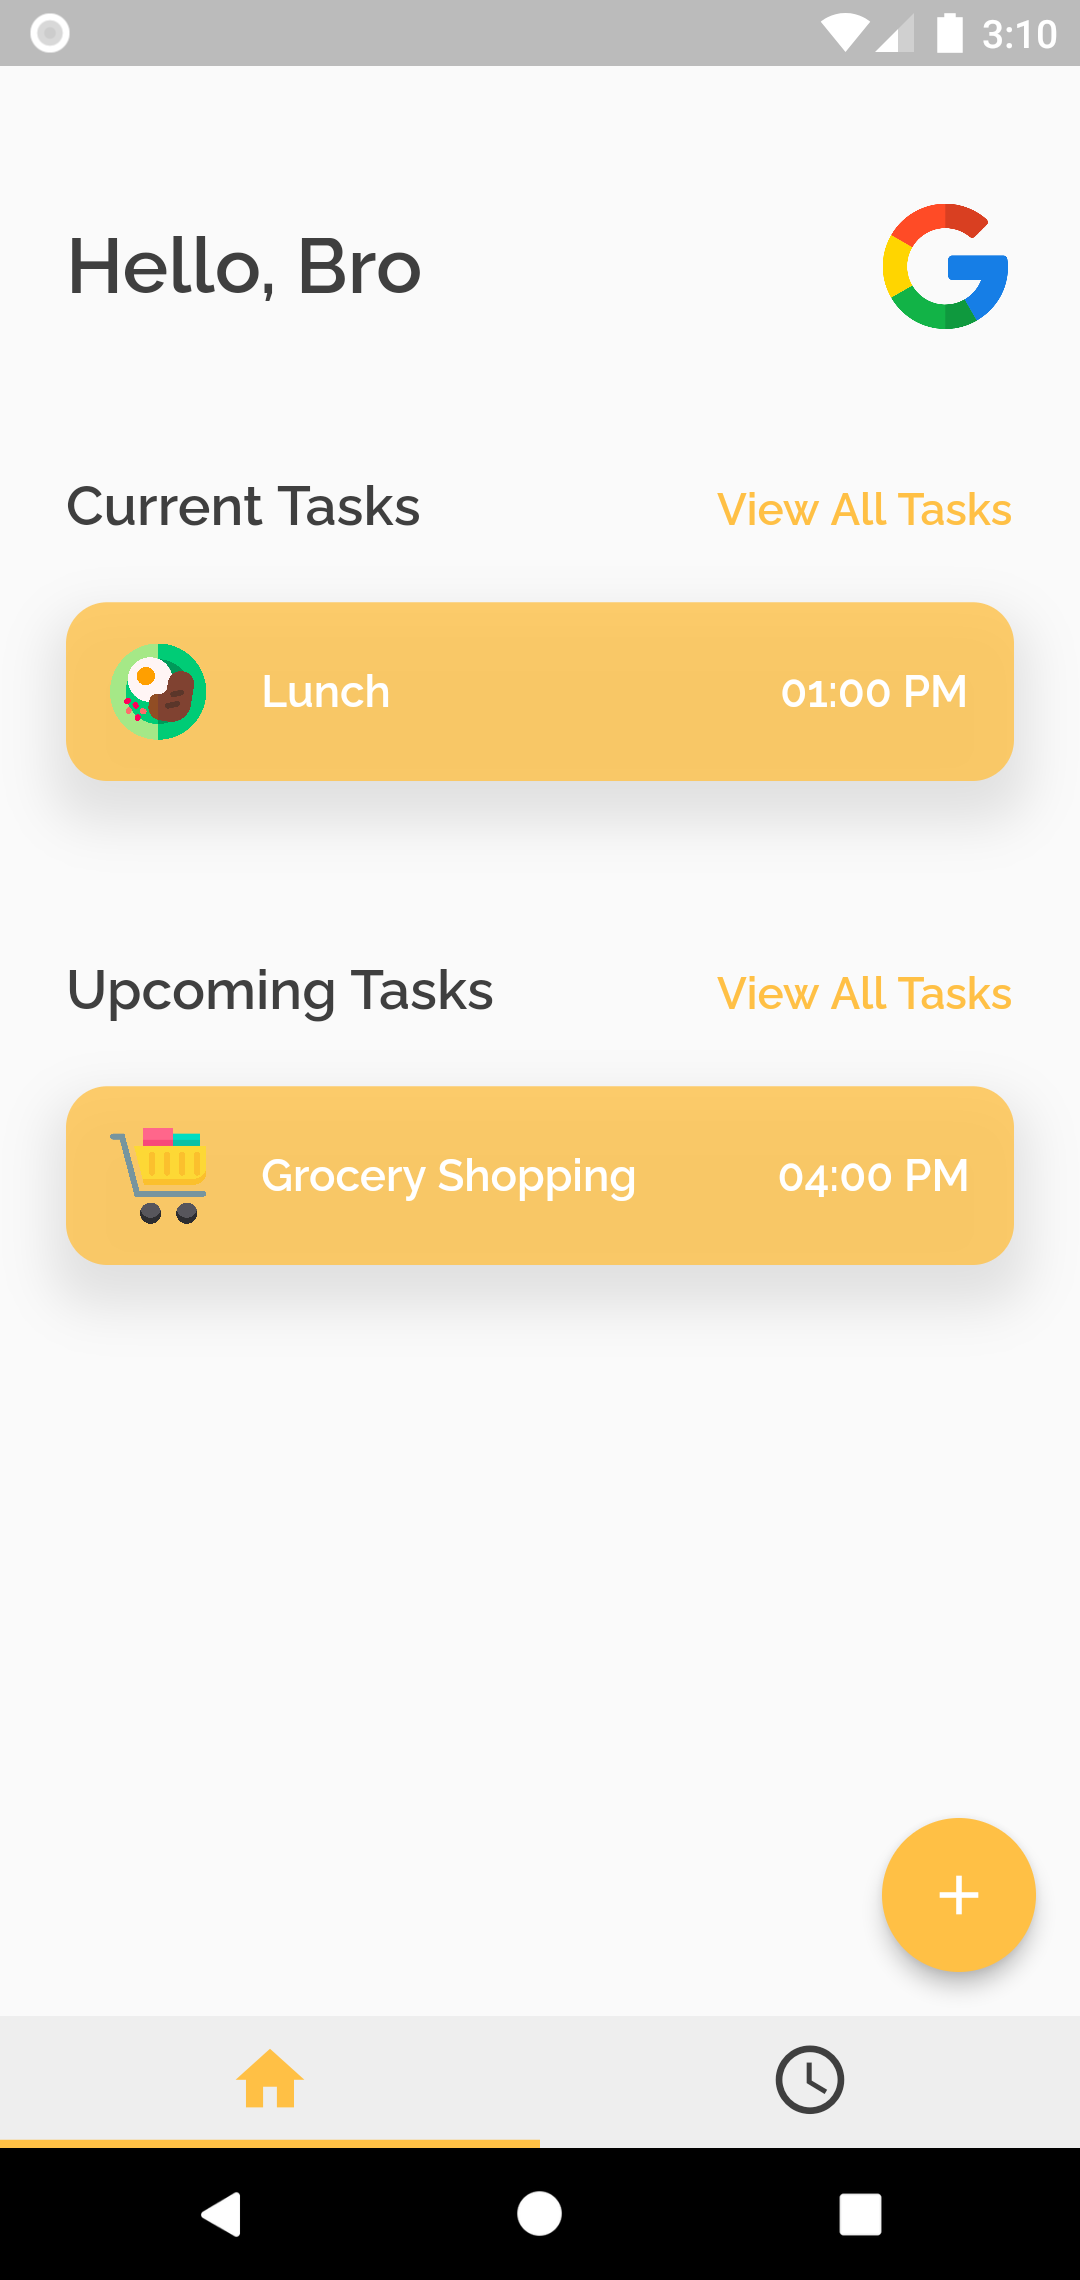 3:10
Hello, Bro
Current Tasks View All Tasks
Lunch 01:00 PM
Upcoming Tasks View All Tasks
Grocery Shopping 04:00 PM